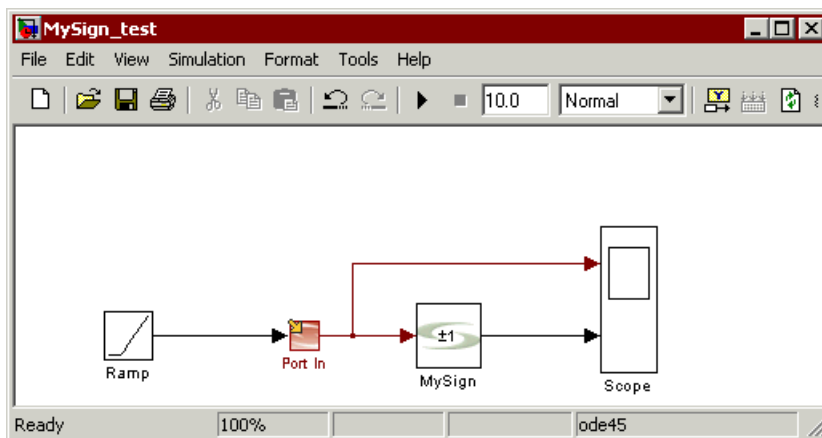 MySign_test
File Edit View Simulation Format Tools Help
10.0 Normal
Ramp
Port In
±1
MySign
Scope
Ready 100% ode45